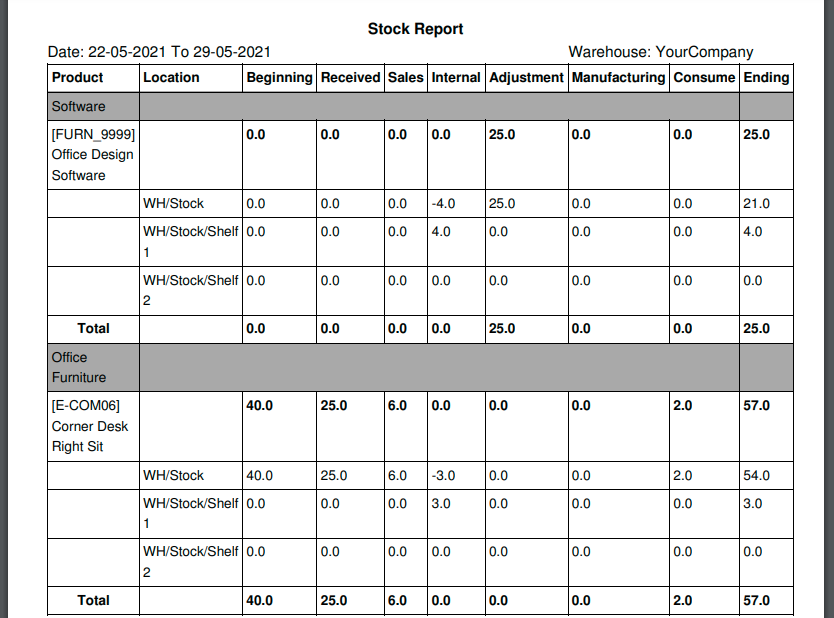 Stock Report
Date: 22-05-2021 To 29-05-2021 Warehouse: YourCompany
Product Location Beginning Received Sales Internal Adjustment Manufacturing Consume Ending
Software
[FURN_9999] 0.0 0.0 0.0 0.0 25.0 0.0 0.0 25.0
Office Design
Software
WH/Stock 0.0 0.0 0.0 -4.0 25.0 0.0 0.0 21.0
WH/Stock/Shelf 0.0 0.0 0.0 4.0 0.0 0.0 0.0 4.0
1
WH/Stock/Shelf 0.0 0.0 0.0 0.0 0.0 0.0 0.0 0.0
2
Total 0.0 0.0 0.0 0.0 25.0 0.0 0.0 25.0
Office
Furniture
[E-COM06] 40.0 25.0 6.0 0.0 0.0 0.0 2.0 57.0
Corner Desk
Right Sit
WH/Stock 40.0 25.0 6.0 -3.0 0.0 0.0 2.0 54.0
WH/Stock/Shelf 0.0 0.0 0.0 3.0 0.0 0.0 0.0 3.0
1
WH/Stock/Shelf 0.0 0.0 0.0 0.0 0.0 0.0 0.0 0.0
2
Total 40.0 25.0 6.0 0.0 0.0 0.0 2.0 57.0